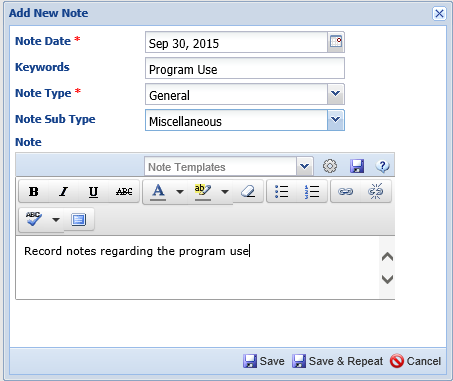 Add New Note
Note Date * Sep 30, 2015
Keywords Program Use
Note Type * General
Note Sub Type Miscellaneous
Note
Note Templates
B I U ABC A ab
ABC
Record notes regarding the program use
Save Save & Repeat Cancel